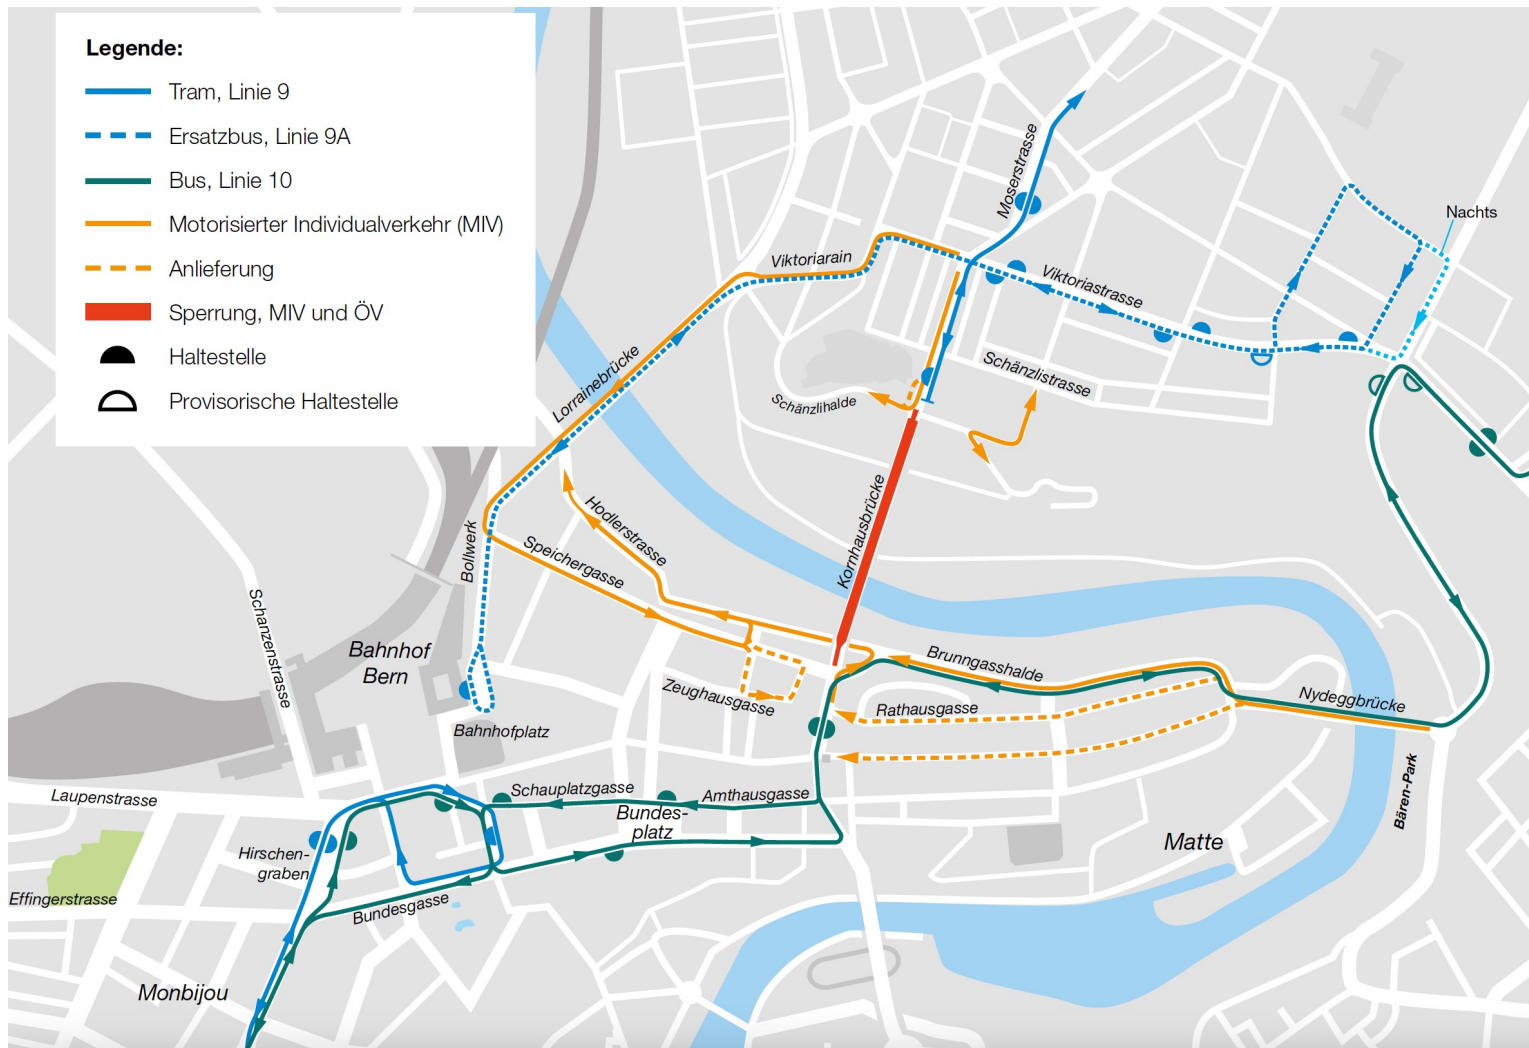 Legende:
Tram, Linie 9
Ersatzbus, Linie 9A
Bus, Linie 10
Motorisierter Individualverkehr (MIV)
Anlieferung
Sperrung, MIV und ÖV
Haltestelle
Provisorische Haltestelle
Moserstrasse
Nachts
Viktoriarain
Viktoriastrasse
Lorrainebrücke
Schänzlistrasse
Schänzlihalde
Kornhausbrücke
Hodlerstrasse
Bollwerk
Speichergasse
Schanzenstrasse
Bahnhof
Bern
Brunngasshalde
Zeughausgasse
Rathausgasse
Nydeggbrücke
Bahnhofplatz
Bären-Park
Laupenstrasse
Schauplatzgasse
Amthausgasse
Bundes-
platz
Matte
Hirschen-
graben
Effingerstrasse
Bundesgasse
Monbijou